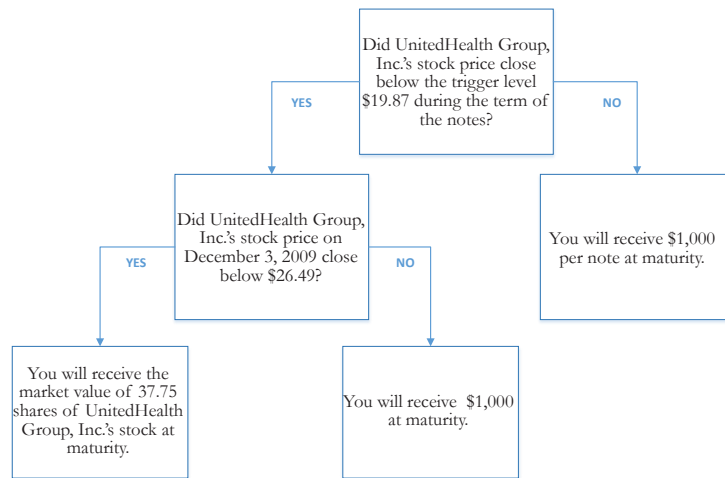 Did UnitedHealth Group,
Inc.'s stock price close
below the trigger level
$19.87 during the term of
the notes?
YES
NO
Did UnitedHealth Group,
Inc.'s stock price on
December 3, 2009 close
below $26.49?
You will receive $1,000
per note at maturity.
YES
NO
You will receive the
market value of 37.75
shares of UnitedHealth
Group, Inc.'s stock at
maturity.
You will receive $1,000
at maturity.